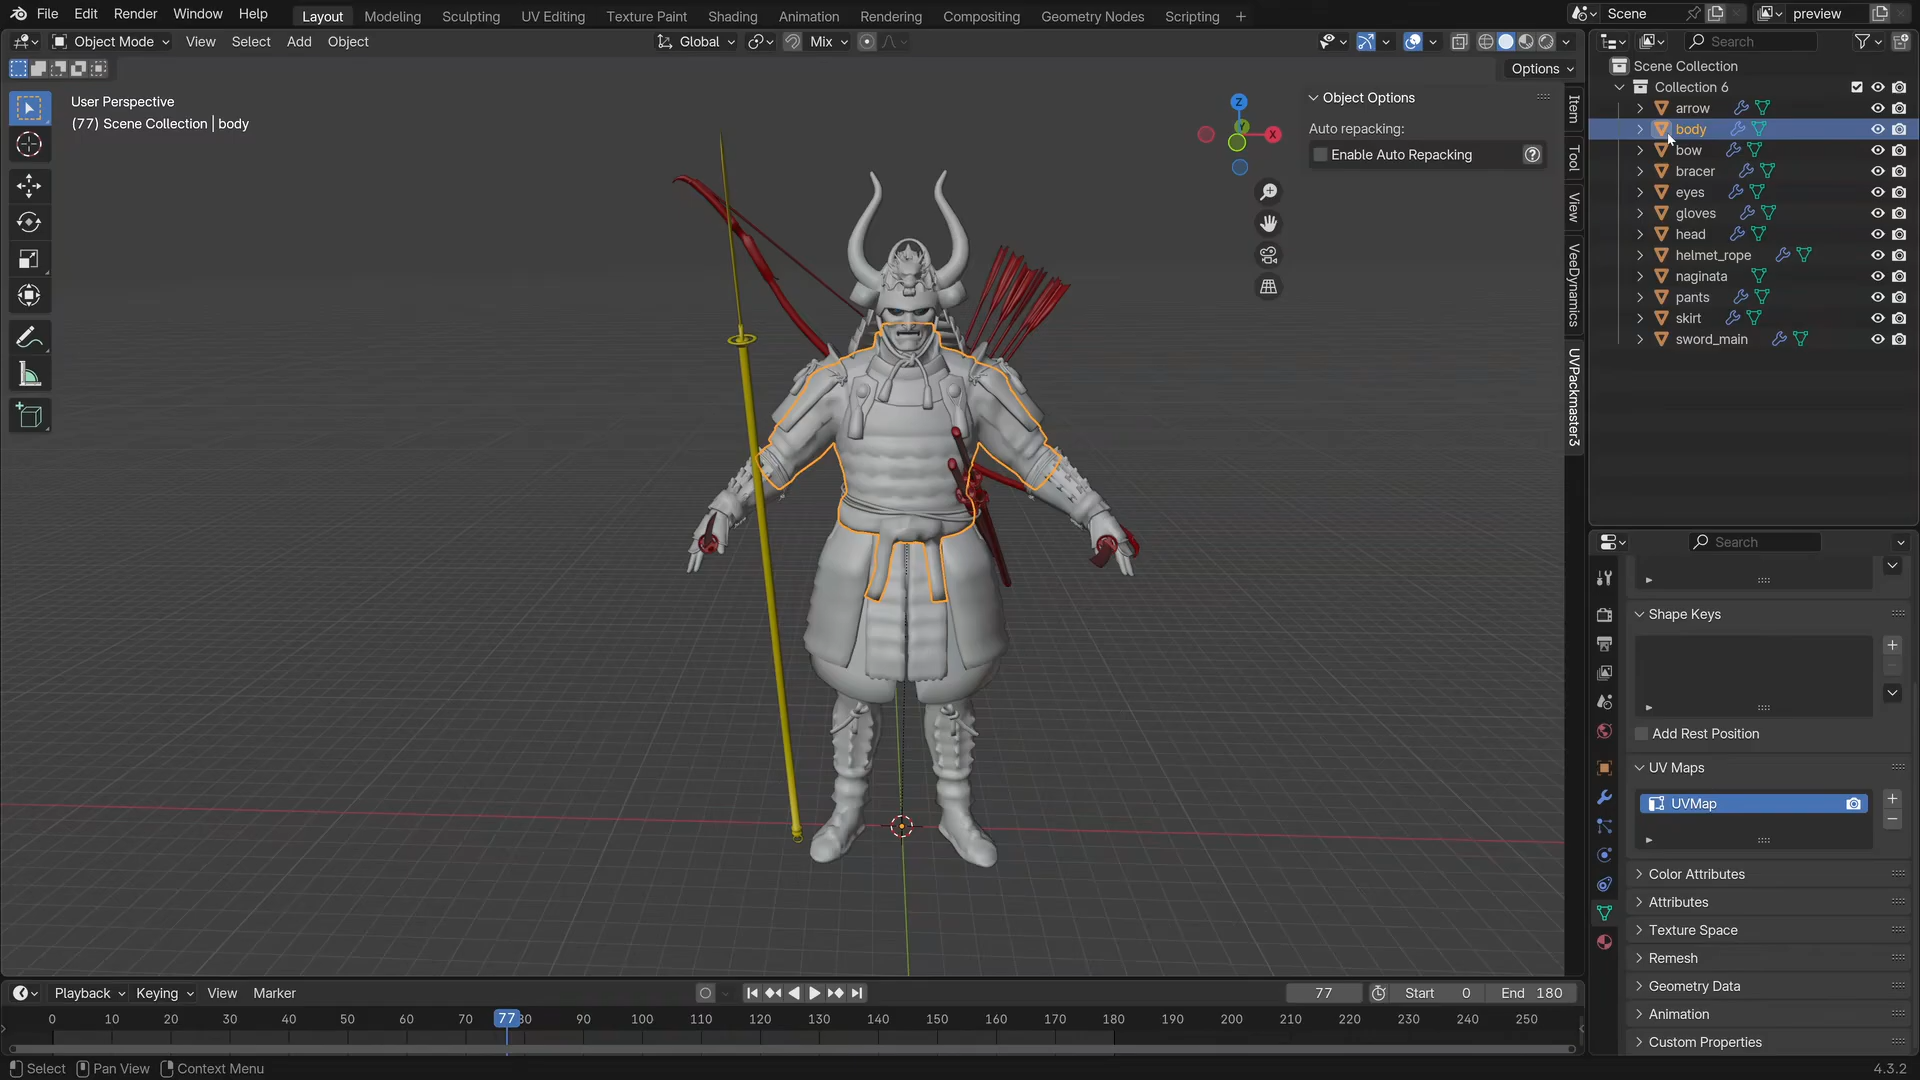 File Edit Render Window Help Layout Modeling Sculpting UV Editing Texture Paint Shading Animation Rendering Compositing Geometry Nodes Scripting + Scene preview
Object Mode View Select Add Object Global Mix Search
Options
User Perspective
(77) Scene Collection | body
Z
Y
X
Object Options
Auto repacking:
Enable Auto Repacking ?
Item
Tool
View
VeeDynamics
UVPackmaster3
Scene Collection
Collection 6
arrow
body
bow
bracer
eyes
gloves
head
helmet_rope
naginata
pants
skirt
sword_main
Search
Shape Keys
Add Rest Position
UV Maps
UVMap
Color Attributes
Attributes
Texture Space
Remesh
Geometry Data
Animation
Custom Properties
Playback Keying View Marker 77 Start 0 End 180
0 10 20 30 40 50 60 70 77 80 90 100 110 120 130 140 150 160 170 180 190 200 210 220 230 240 250
Select Pan View Context Menu 4.3.2